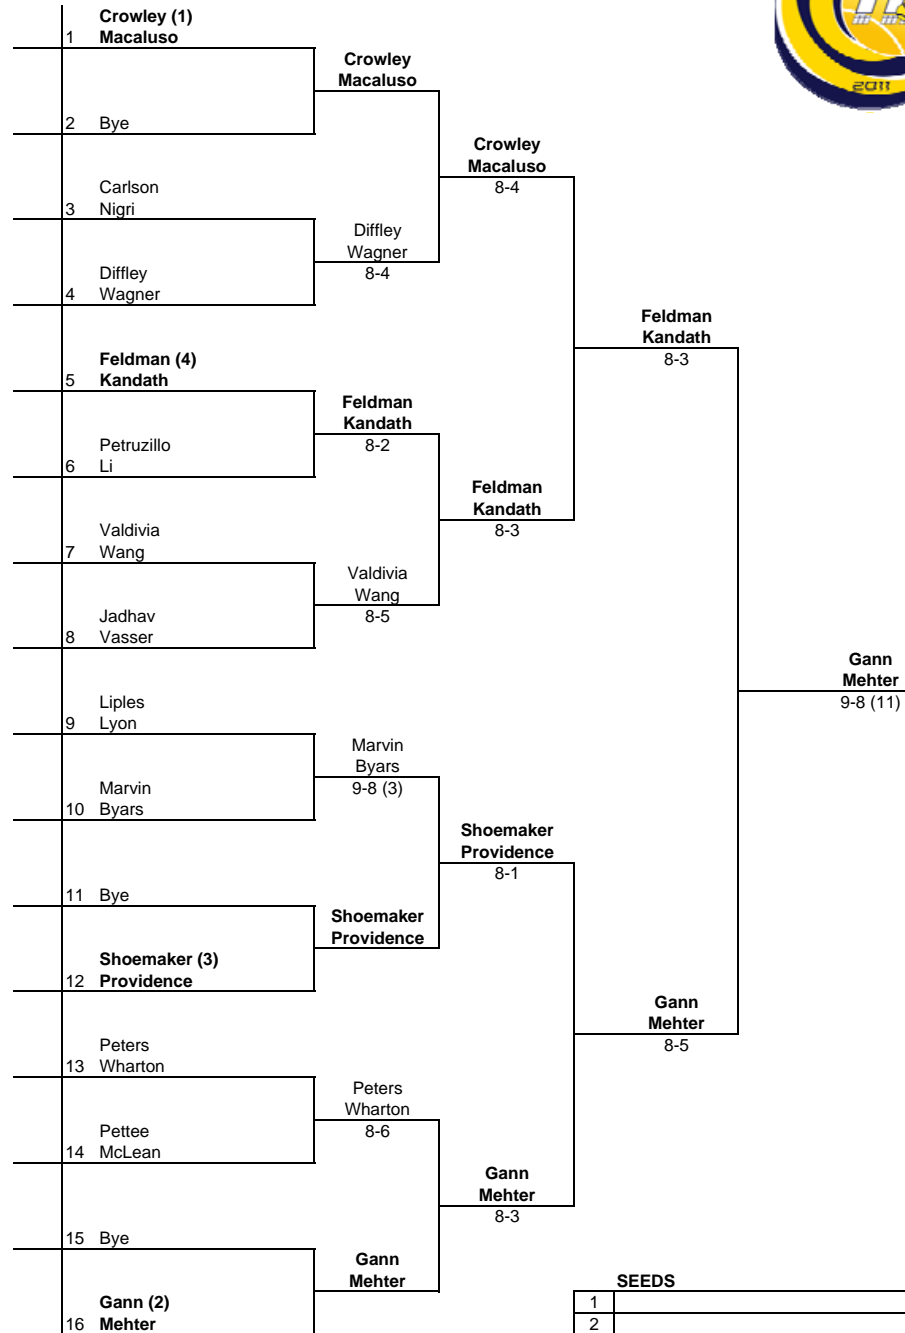 Crowley (1)
1 Macaluso
Crowley
Macaluso
2 Bye
Crowley
Macaluso
8-4
Carlson
3 Nigri
Diffley
Wagner
8-4
Diffley
4 Wagner
Feldman
Kandath
8-3
Feldman (4)
5 Kandath
Feldman
Kandath
8-2
Petruzillo
6 Li
Feldman
Kandath
8-3
Valdivia
7 Wang
Valdivia
Wang
8-5
Jadhav
8 Vasser
Gann
Mehter
9-8 (11)
Liples
9 Lyon
Marvin
Byars
9-8 (3)
Marvin
10 Byars
Shoemaker
Providence
8-1
11 Bye
Shoemaker
Providence
Shoemaker (3)
12 Providence
Gann
Mehter
8-5
Peters
13 Wharton
Peters
Wharton
8-6
Pettee
14 McLean
Gann
Mehter
8-3
15 Bye
Gann
Mehter
Gann (2)
16 Mehter
SEEDS
1
2
2011